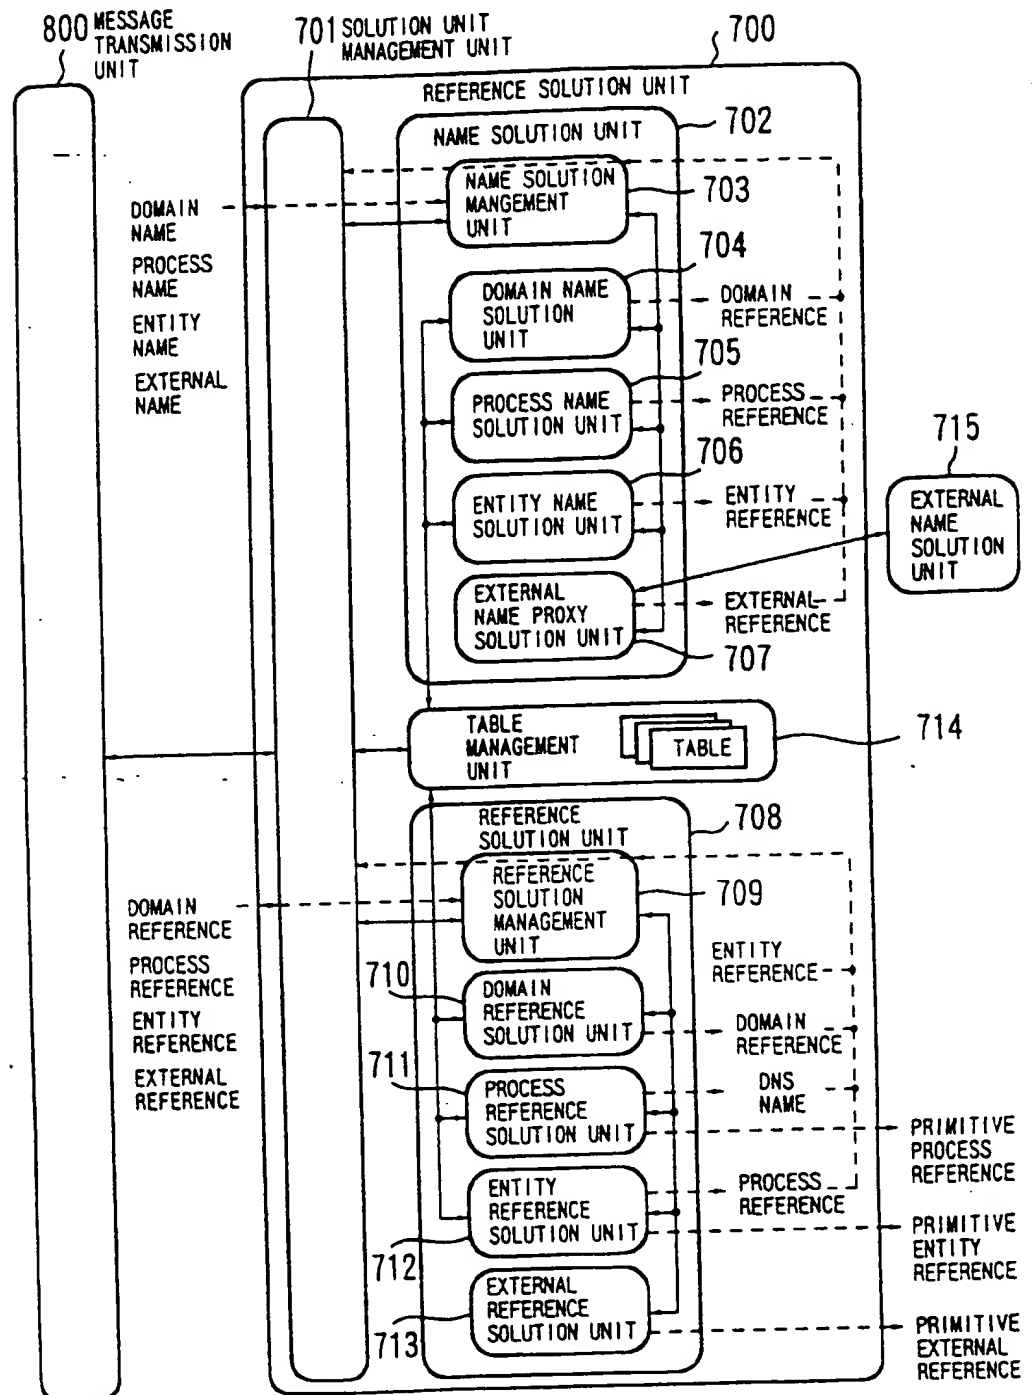 800 MESSAGE
TRANSMISSION
UNIT
701 SOLUTION UNIT
MANAGEMENT UNIT
700
REFERENCE SOLUTION UNIT
NAME SOLUTION UNIT
702
NAME SOLUTION
MANGEMENT
UNIT
703
DOMAIN
NAME
PROCESS
NAME
ENTITY
NAME
EXTERNAL
NAME
704
DOMAIN NAME
SOLUTION
UNIT
DOMAIN
REFERENCE
705
PROCESS NAME
SOLUTION UNIT
PROCESS
REFERENCE
706
ENTITY NAME
SOLUTION UNIT
ENTITY
REFERENCE
715
EXTERNAL
NAME
SOLUTION
UNIT
EXTERNAL
NAME PROXY
SOLUTION UNIT
EXTERNAL
REFERENCE
707
TABLE
MANAGEMENT
UNIT
TABLE
714
REFERENCE
SOLUTION UNIT
708
REFERENCE
SOLUTION
MANAGEMENT
UNIT
709
DOMAIN
REFERENCE
PROCESS
REFERENCE
ENTITY
REFERENCE
EXTERNAL
REFERENCE
ENTITY
REFERENCE
710
DOMAIN
REFERENCE
SOLUTION UNIT
DOMAIN
REFERENCE
711
PROCESS
REFERENCE
SOLUTION UNIT
DNS
NAME
PRIMITIVE
PROCESS
REFERENCE
ENTITY
REFERENCE
SOLUTION UNIT
PROCESS
REFERENCE
712
PRIMITIVE
ENTITY
REFERENCE
EXTERNAL
REFERENCE
SOLUTION UNIT
713
PRIMITIVE
EXTERNAL
REFERENCE